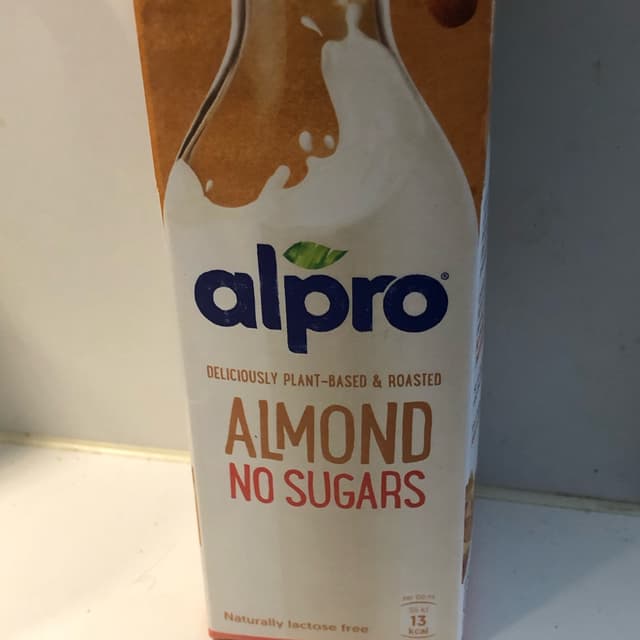 alpro®
DELICIOUSLY PLANT-BASED & ROASTED
ALMOND
NO SUGARS
Naturally lactose free
13
kcal